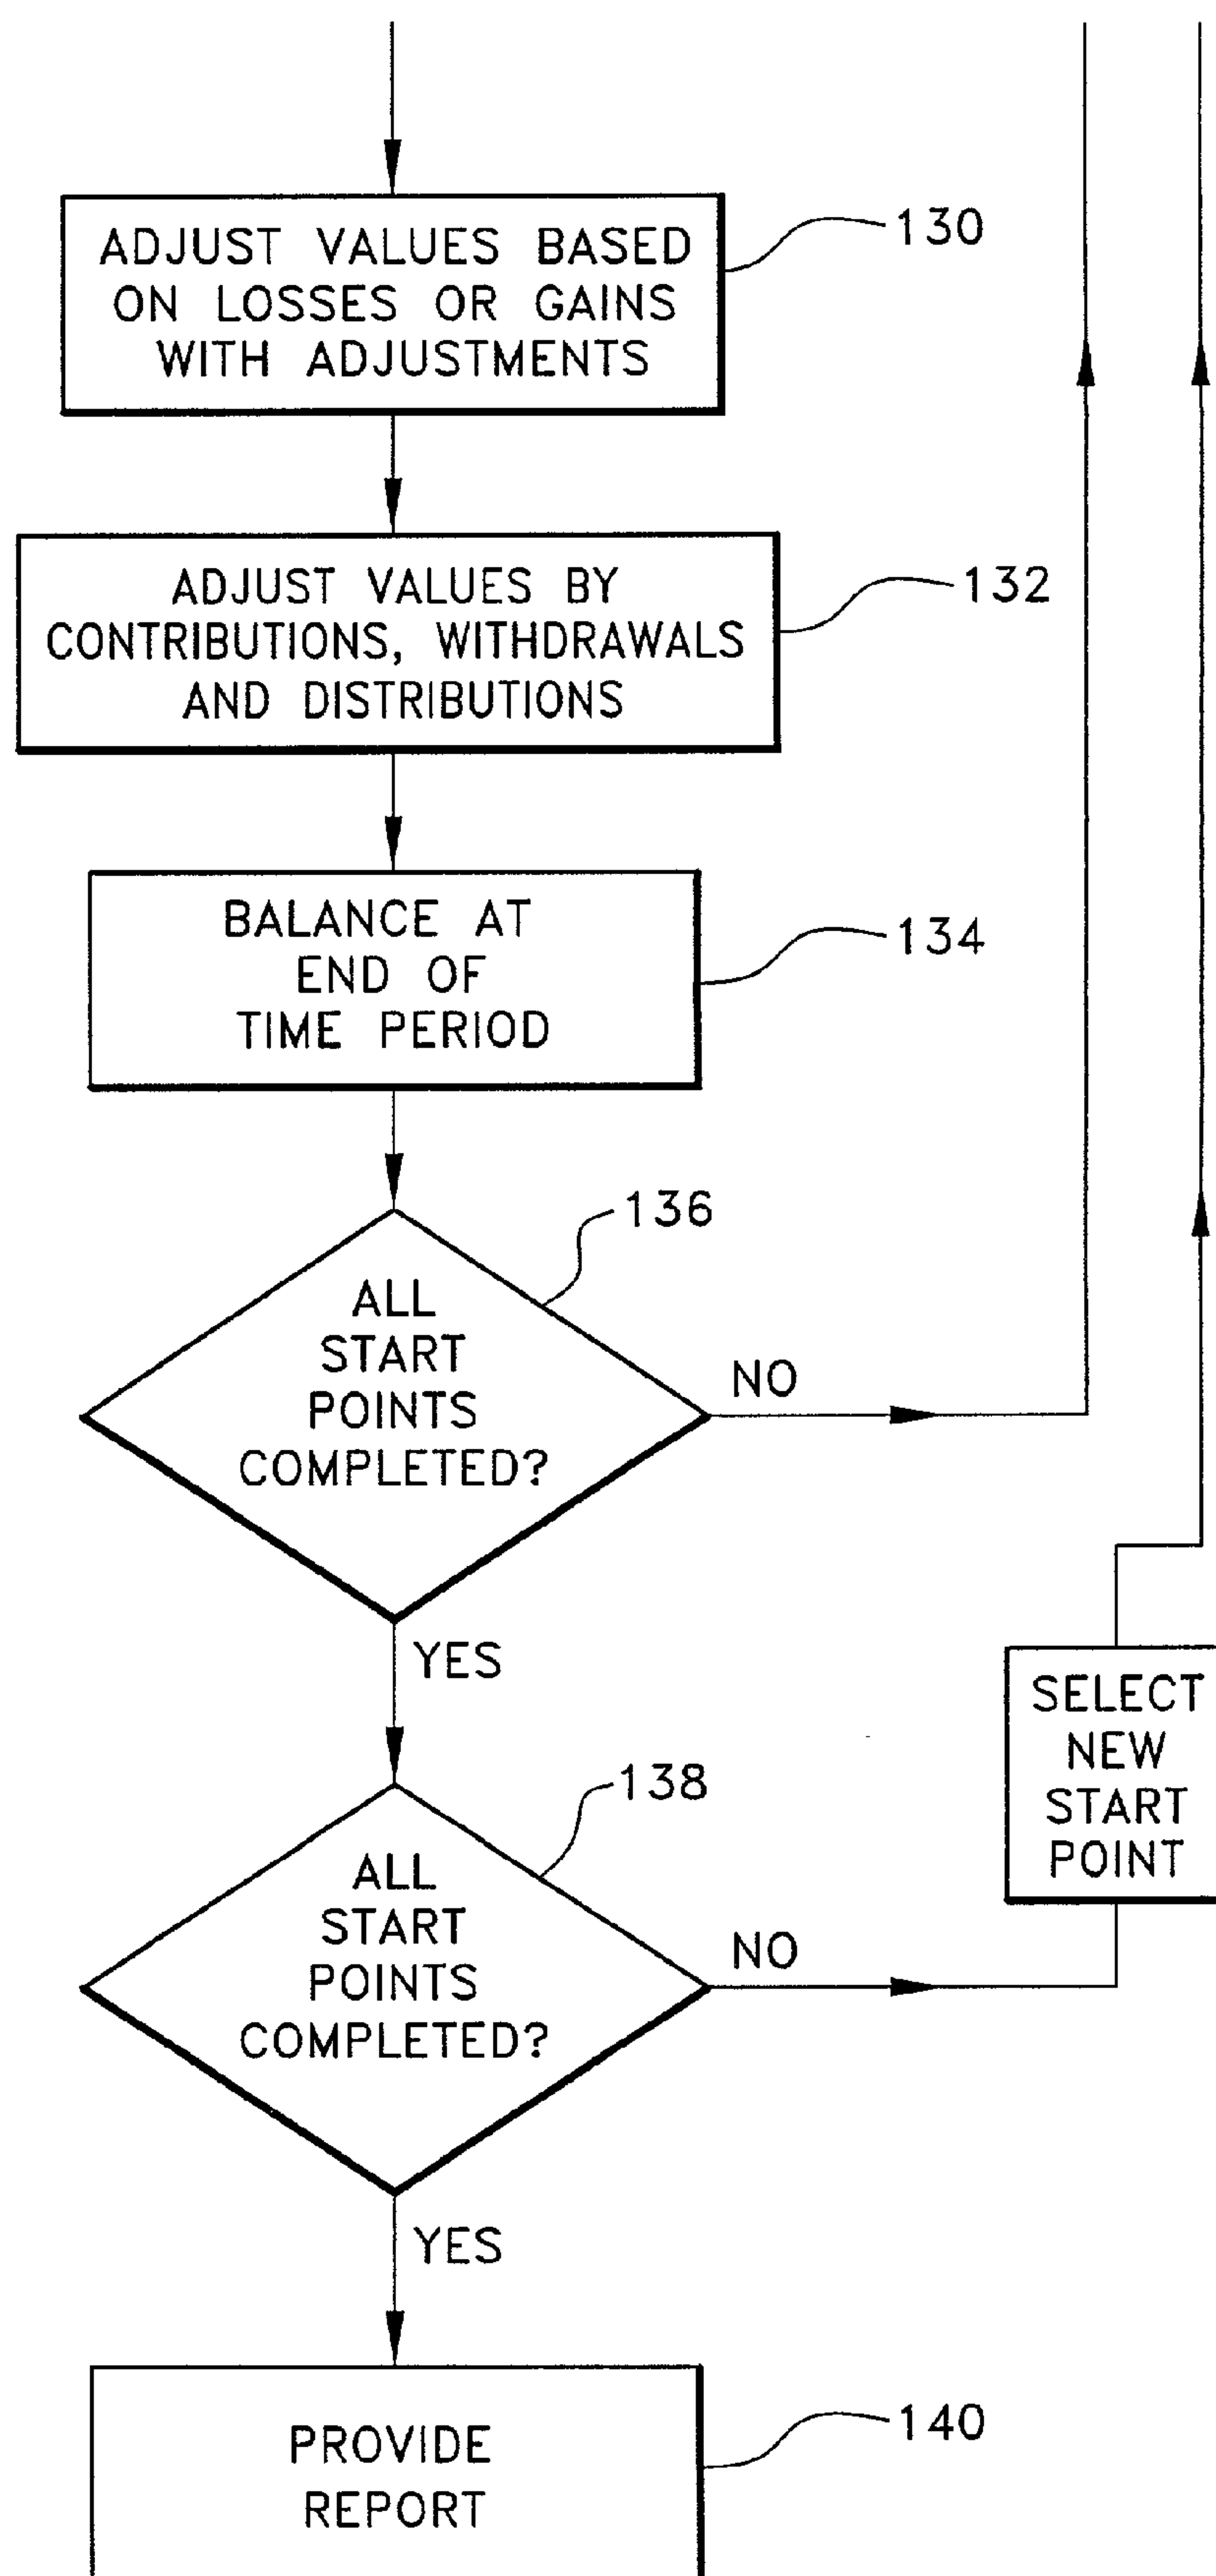 ADJUST VALUES BASED
ON LOSSES OR GAINS
WITH ADJUSTMENTS
130
ADJUST VALUES BY
CONTRIBUTIONS, WITHDRAWALS
AND DISTRIBUTIONS
132
BALANCE AT
END OF
TIME PERIOD
134
136
ALL
START
POINTS
COMPLETED?
NO
YES
SELECT
NEW
START
POINT
138
ALL
START
POINTS
COMPLETED?
NO
YES
PROVIDE
REPORT
140